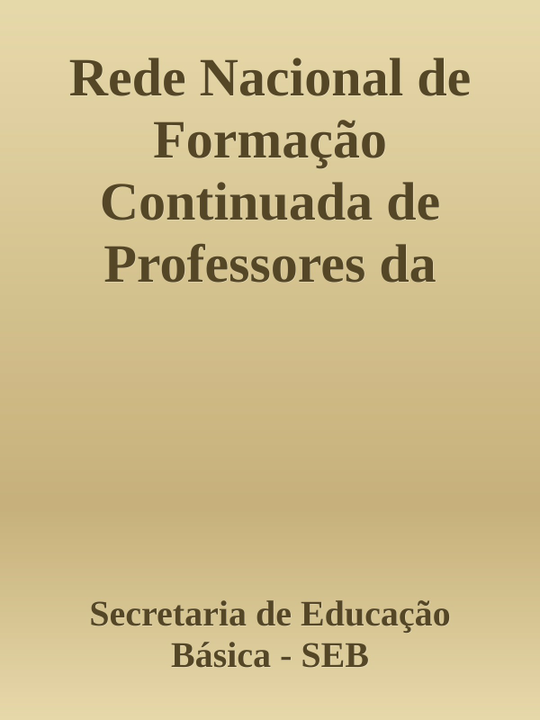 Rede Nacional de
Formação
Continuada de
Professores da
Secretaria de Educação
Básica - SEB